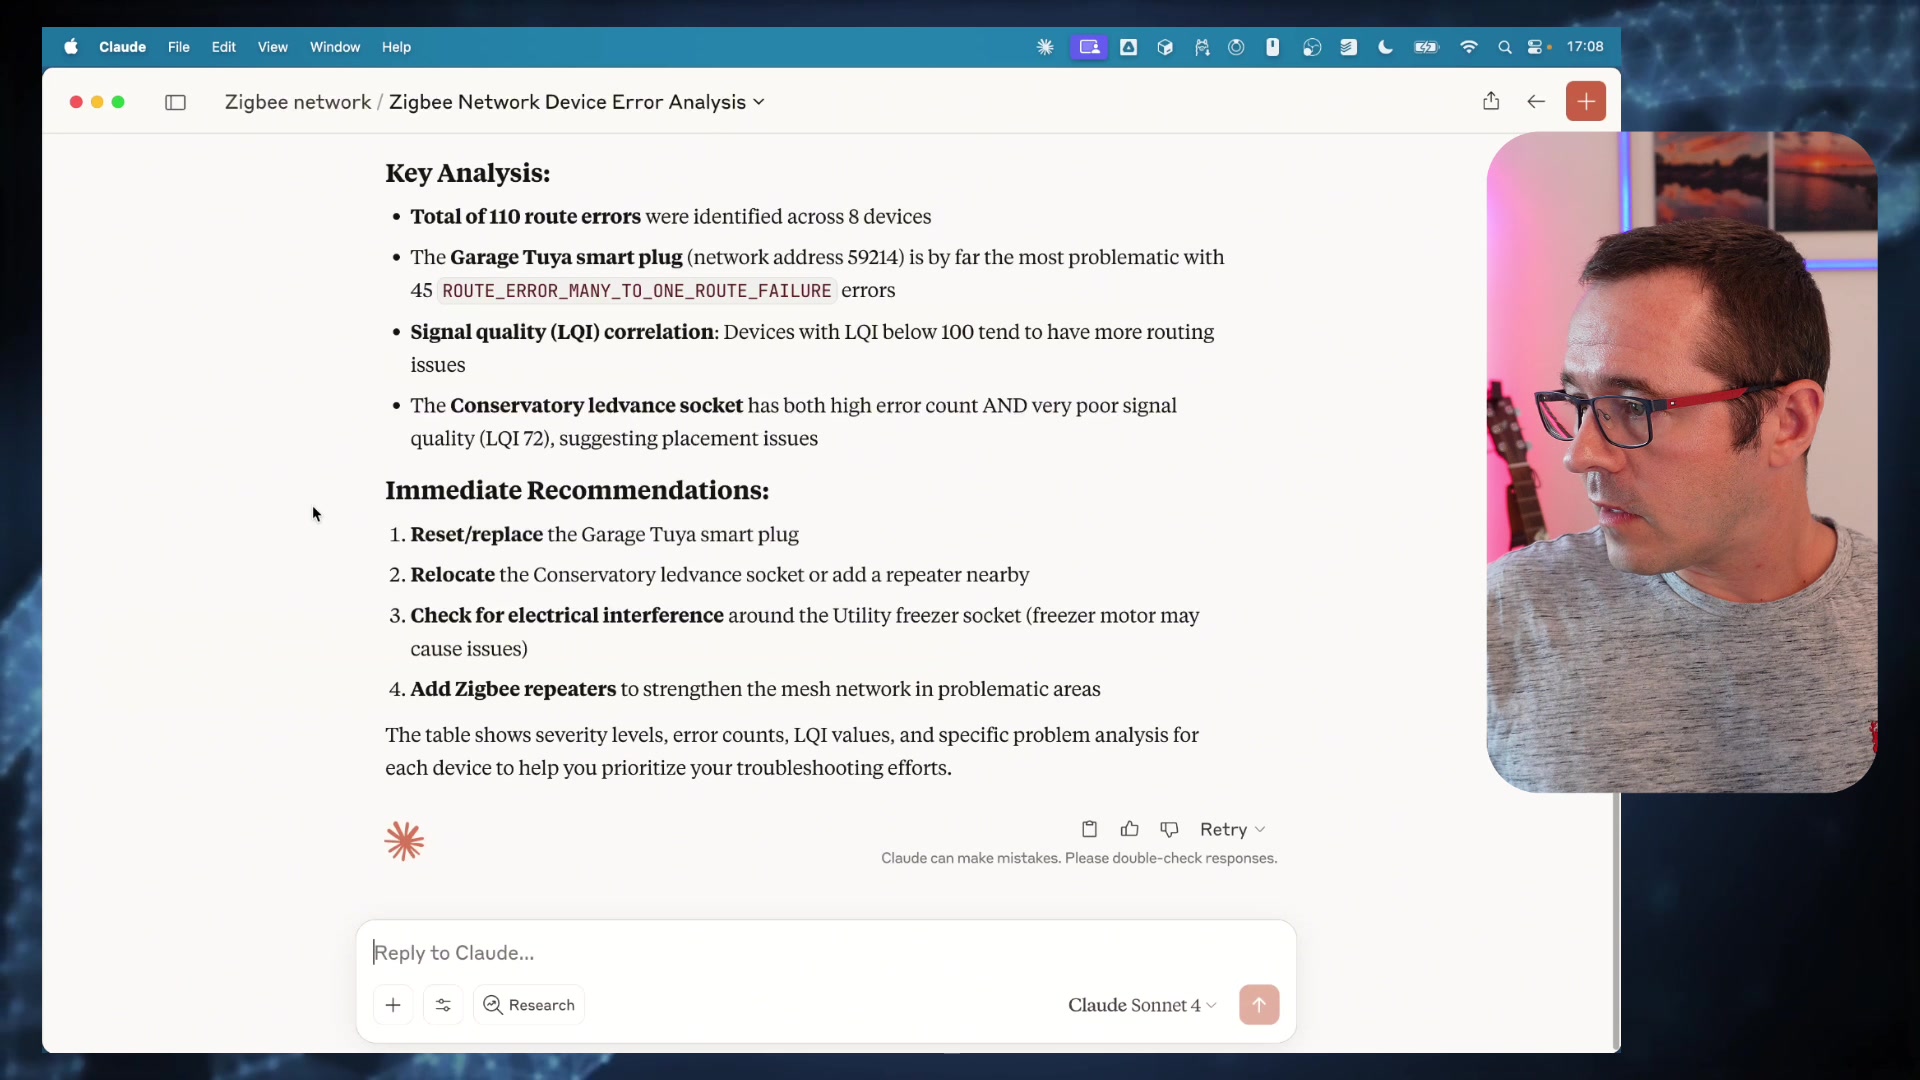 Claude File Edit View Window Help 17:08
Zigbee network / Zigbee Network Device Error Analysis
Key Analysis:
• Total of 110 route errors were identified across 8 devices
• The Garage Tuya smart plug (network address 59214) is by far the most problematic with
45 ROUTE_ERROR_MANY_TO_ONE_ROUTE_FAILURE errors
• Signal quality (LQI) correlation: Devices with LQI below 100 tend to have more routing
issues
• The Conservatory ledvance socket has both high error count AND very poor signal
quality (LQI 72), suggesting placement issues
Immediate Recommendations:
1. Reset/replace the Garage Tuya smart plug
2. Relocate the Conservatory ledvance socket or add a repeater nearby
3. Check for electrical interference around the Utility freezer socket (freezer motor may
cause issues)
4. Add Zigbee repeaters to strengthen the mesh network in problematic areas
The table shows severity levels, error counts, LQI values, and specific problem analysis for
each device to help you prioritize your troubleshooting efforts.
Retry
Claude can make mistakes. Please double-check responses.
Reply to Claude...
Research Claude Sonnet 4